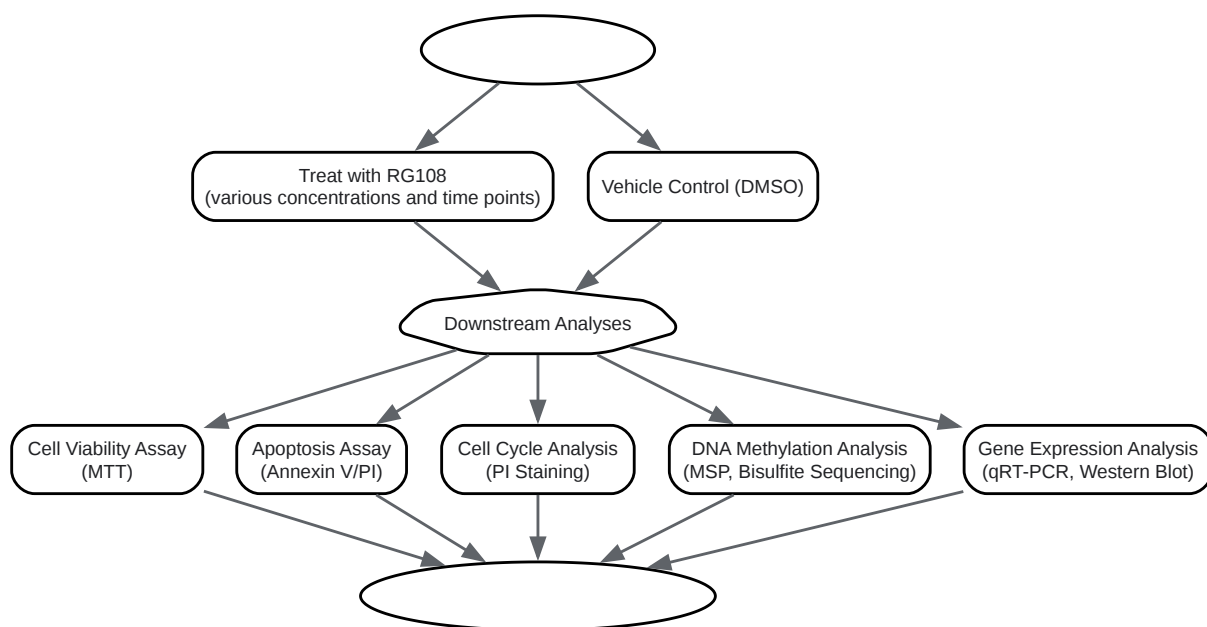 Treat with RG108
(various concentrations and time points)
Vehicle Control (DMSO)
Downstream Analyses
Cell Viability Assay
(MTT)
Apoptosis Assay
(Annexin V/PI)
Cell Cycle Analysis
(PI Staining)
DNA Methylation Analysis
(MSP, Bisulfite Sequencing)
Gene Expression Analysis
(qRT-PCR, Western Blot)